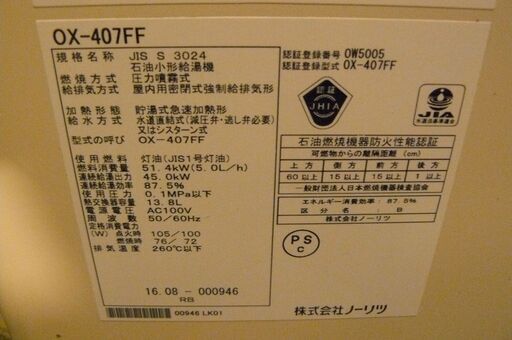 OX-407FF
規格名称 JIS S 3024
石油小形給湯機
燃焼方式 圧力噴霧式
給排気方式 屋内用密閉式強制給排気形
加熱形態 貯湯式急速加熱形
給水方式 水道直結式(減圧弁・逃し弁必要)
又はシスターン式
型式の呼び OX-407FF
使用燃料 灯油(JIS1号灯油)
燃料消費量 51.4kW(5.0L/h)
連続給湯出力 45.0kW
連続給湯効率 87.5%
使用圧力 0.1MPa以下
熱交換器容量 13.8L
電源電圧 AC100V
周波数 50/60Hz
定格消費電力
(W) 点火時 105/100
燃焼時 76/72
排気温度 260℃以下
16.08-000946
RB
00946 LK01
認証登録番号 OW5005
認証登録型式 OX-407FF
認証
JHIA
JIA
石油燃焼機器防火性能認証
可燃物からの離隔距離 (cm)
上方 側方 前方 後方
60以上 15以上 15以上 1以上
一般財団法人日本燃焼機器検査協会
エネルギー消費効率: 87.5%
区分 B
株式会社ノーリツ
PS
C
株式会社ノーリツ